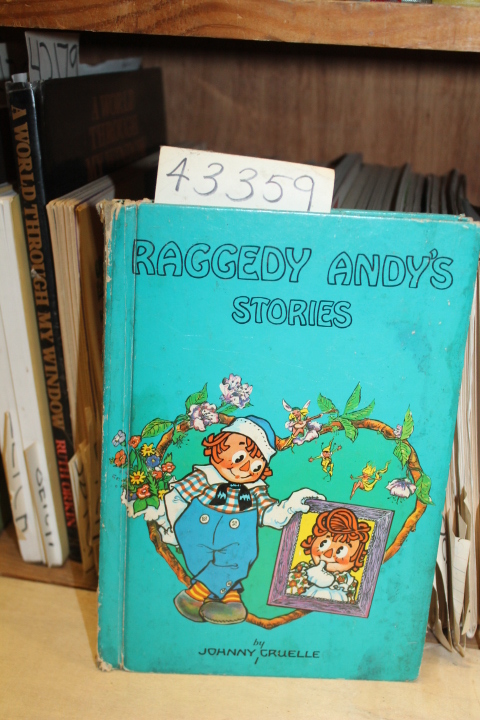 43359
RAGGEDY ANDY'S
STORIES
by
JOHNNY GRUELLE
A WORLD THROUGH MY WINDOW